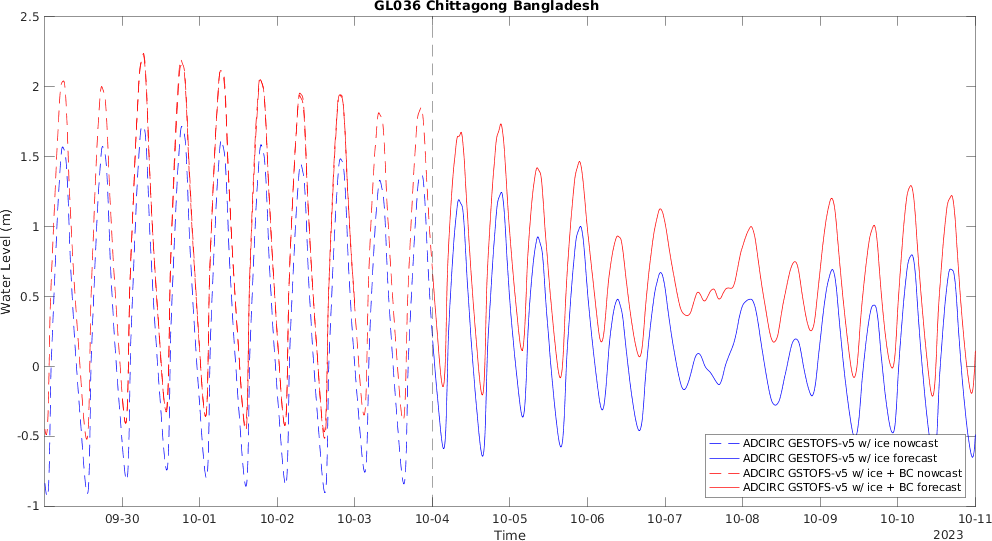 GL036 Chittagong Bangladesh
2.5
2
1.5
1
0.5
0
-0.5
-1
Water Level (m)
09-30 10-01 10-02 10-03 10-04 10-05 10-06 10-07 10-08 10-09 10-10 10-11
Time
2023
ADCIRC GESTOFS-v5 w/ ice nowcast
ADCIRC GESTOFS-v5 w/ ice forecast
ADCIRC GSTOFS-v5 w/ ice + BC nowcast
ADCIRC GSTOFS-v5 w/ ice + BC forecast